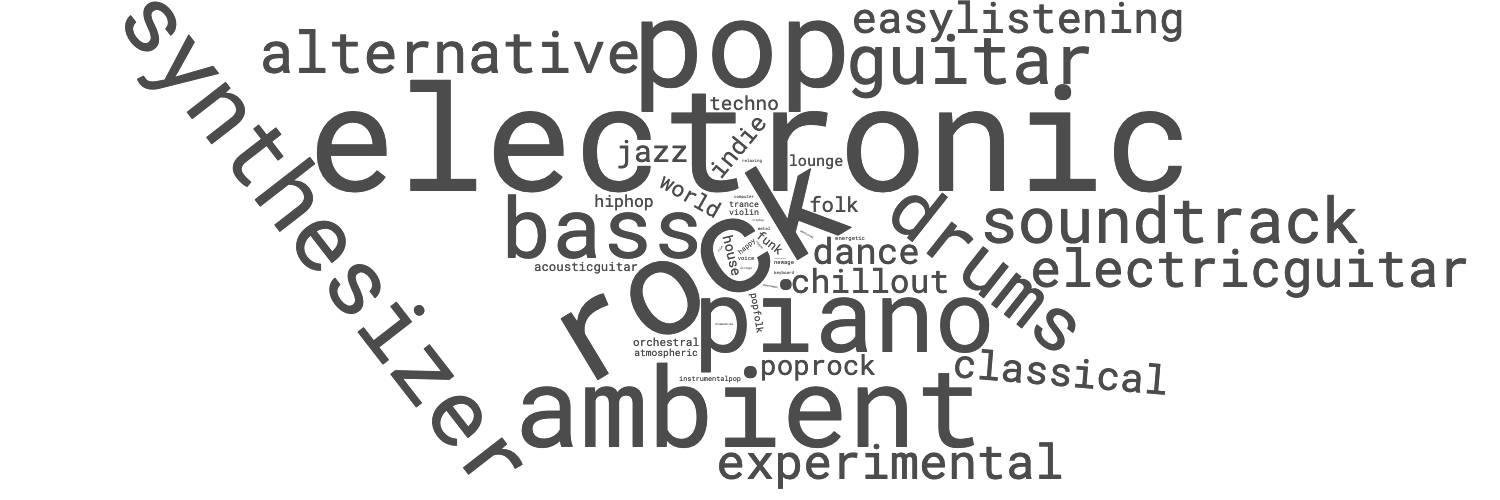 synthesizer
alternative
pop
easylistening
guitar
electronic
techno
indie
jazz
lounge
relaxing
world
hiphop
computer
trance
violin
folk
rock
bass
drums
soundtrack
metal
funk
energetic
house
happy
voice
dance
electricguitar
acousticguitar
newage
keyboard
chillout
popfolk
piano
orchestral
atmospheric
poprock
classical
instrumentalpop
ambient
experimental